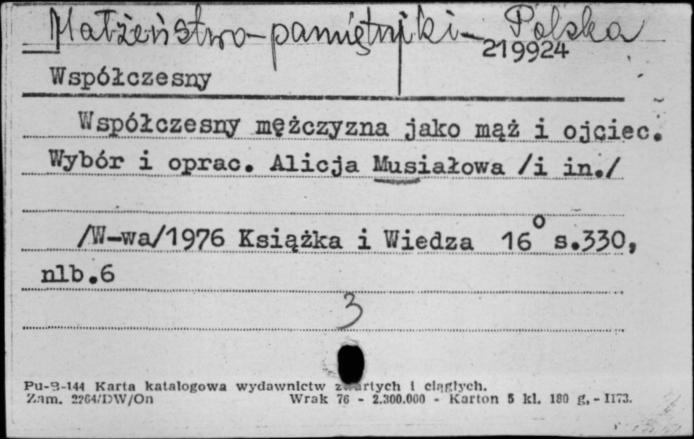 Małżeństwo - pamiętniki - Polska
219924
Współczesny
Współczesny mężczyzna jako mąż i ojciec.
Wybór i oprac. Alicja Musiałowa /i in./
/W-wa/1976 Książka i Wiedza 16° s.330,
nlb.6
3
Pu-B-144 Karta katalogowa wydawnictw zwartych i ciągłych.
Zam. 2264/DW/On Wrak 76 - 2.300.000 - Karton 5 kl. 180 g. - 1173.